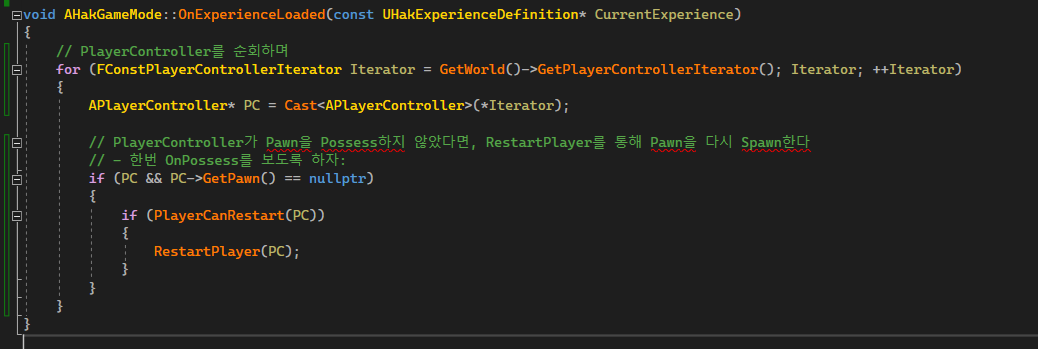 void AHakGameMode::OnExperienceLoaded(const UHakExperienceDefinition* CurrentExperience)
{
    // PlayerController를 순회하며
    for (FConstPlayerControllerIterator Iterator = GetWorld()->GetPlayerControllerIterator(); Iterator; ++Iterator)
    {
        APlayerController* PC = Cast<APlayerController>(*Iterator);

        // PlayerController가 Pawn을 Possess하지 않았다면, RestartPlayer를 통해 Pawn을 다시 Spawn한다
        // - 한번 OnPossess를 보도록 하자:
        if (PC && PC->GetPawn() == nullptr)
        {
            if (PlayerCanRestart(PC))
            {
                RestartPlayer(PC);
            }
        }
    }
}